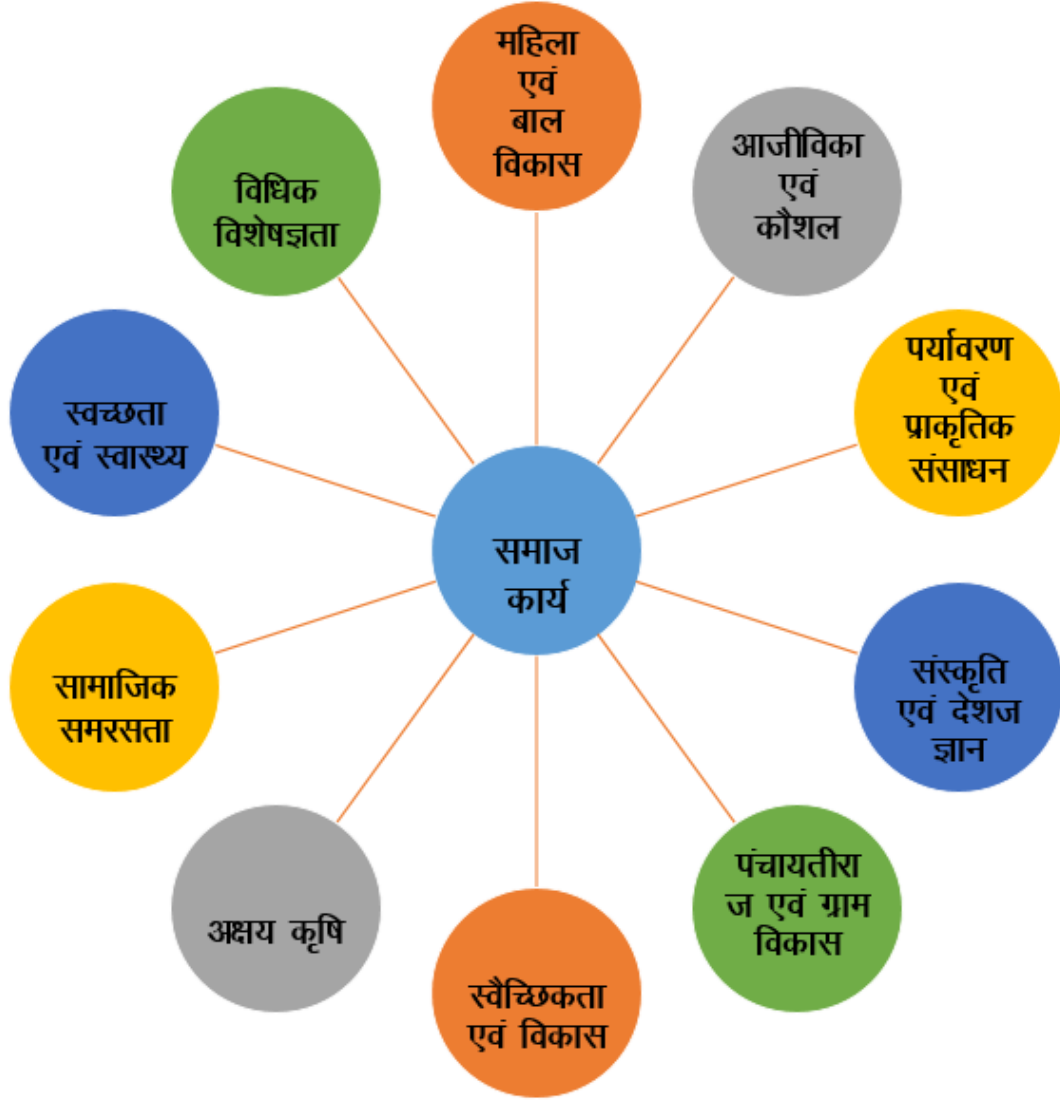 महिला
एवं
बाल
विकास
आजीविका
एवं
कौशल
पर्यावरण
एवं
प्राकृतिक
संसाधन
संस्कृति
एवं देशज
ज्ञान
पंचायतीरा
ज एवं ग्राम
विकास
स्वैच्छिकता
एवं विकास
अक्षय कृषि
सामाजिक
समरसता
स्वच्छता
एवं स्वास्थ्य
विधिक
विशेषज्ञता
समाज
कार्य